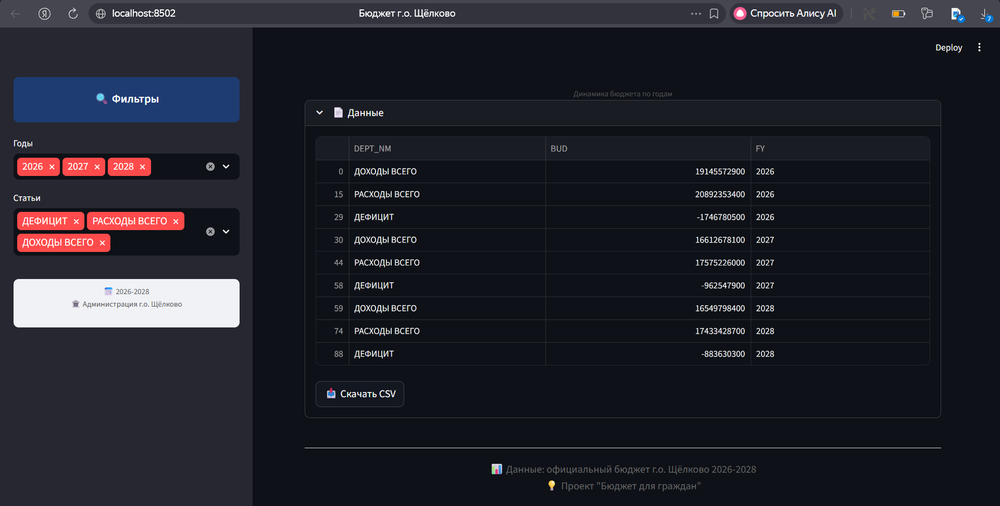 Я localhost:8502 Бюджет г.о. Щёлково Спросить Алису AI 7
Deploy
Фильтры
Годы
2026 2027 2028
Статьи
ДЕФИЦИТ РАСХОДЫ ВСЕГО
ДОХОДЫ ВСЕГО
2026-2028
Администрация г.о. Щёлково
Динамика бюджета по годам
Данные
DEPT_NM BUD FY
0 ДОХОДЫ ВСЕГО 19145572900 2026
15 РАСХОДЫ ВСЕГО 20892353400 2026
29 ДЕФИЦИТ -1746780500 2026
30 ДОХОДЫ ВСЕГО 16612678100 2027
44 РАСХОДЫ ВСЕГО 17575226000 2027
58 ДЕФИЦИТ -962547900 2027
59 ДОХОДЫ ВСЕГО 16549798400 2028
74 РАСХОДЫ ВСЕГО 17433428700 2028
88 ДЕФИЦИТ -883630300 2028
Скачать CSV
Данные: официальный бюджет г.о. Щёлково 2026-2028
Проект "Бюджет для граждан"